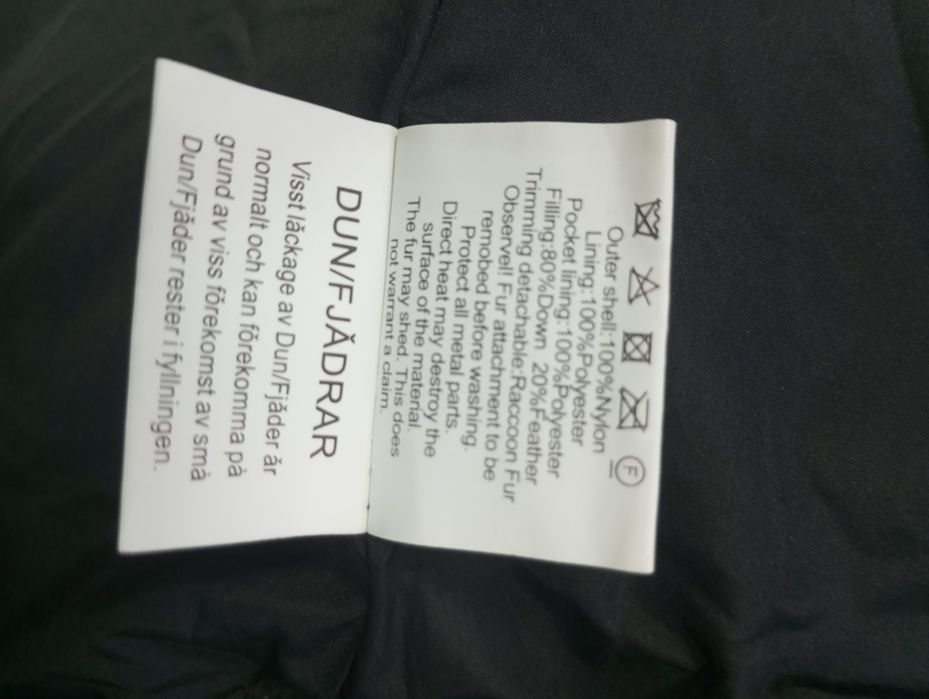 F
Outer shell:100%Nylon
Lining:100%Polyester
Pocket lining:100%Polyester
Filling:80%Down 20%Feather
Trimming detachable:Raccoon Fur
Observe!! Fur attachment to be
remobed before washing.
Protect all metal parts.
Direct heat may destroy the
surface of the material.
The fur may shed. This does
not warrant a claim.
DUN/FJÄDRAR
Visst läckage av Dun/Fjäder är
normalt och kan förekomma på
grund av viss förekomst av små
Dun/Fjäder rester i fyllningen.